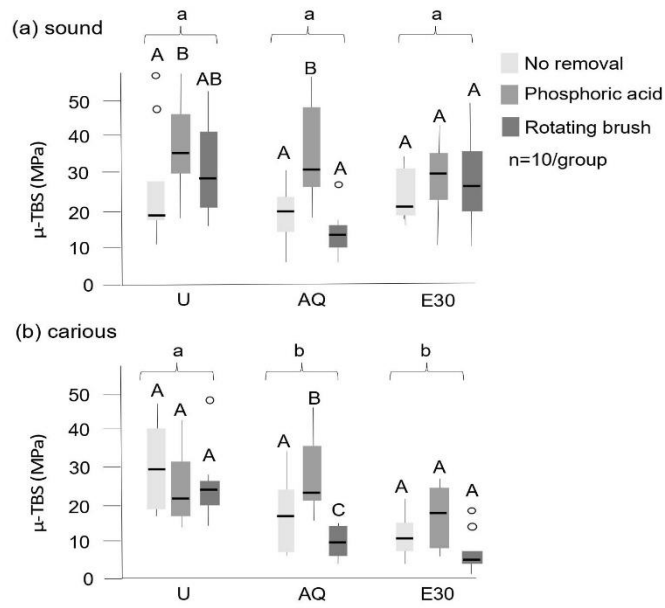 (a) sound
a a a
A B AB
A B A
A A A
No removal
Phosphoric acid
Rotating brush
n=10/group
µ-TBS (MPa)
50
40
30
20
10
0
U AQ E30
(b) carious
a b b
A A A
A B C
A A A
µ-TBS (MPa)
50
40
30
20
10
0
U AQ E30